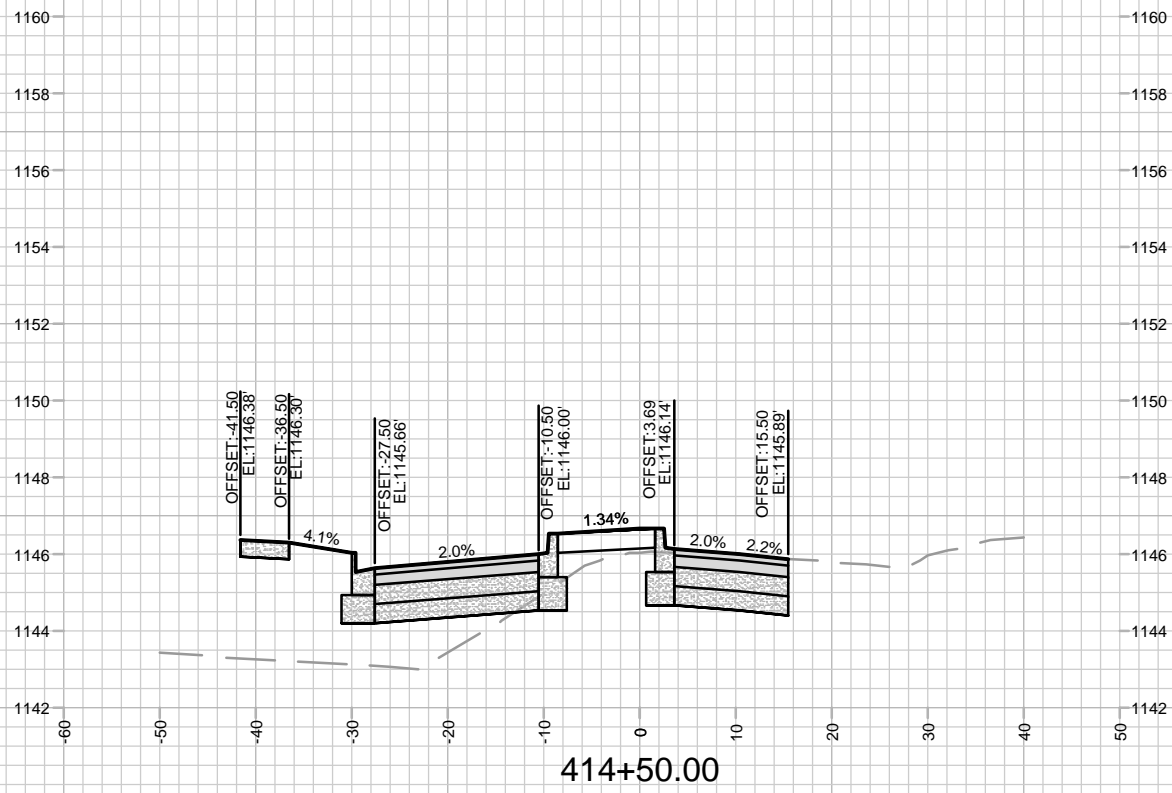 1160 1160
1158 1158
1156 1156
1154 1154
1152 1152
1150 1150
OFFSET:-41.50
EL:1146.38'
OFFSET:-36.50
EL:1146.30'
OFFSET:-27.50
EL:1145.66'
OFFSET:-10.50
EL:1146.00'
OFFSET:3.69
EL:1146.14'
OFFSET:15.50
EL:1145.89'
1148 1148
4.1% 2.0% 1.34% 2.0% 2.2%
1146 1146
1144 1144
1142 1142
-60 -50 -40 -30 -20 -10 0 10 20 30 40 50
414+50.00